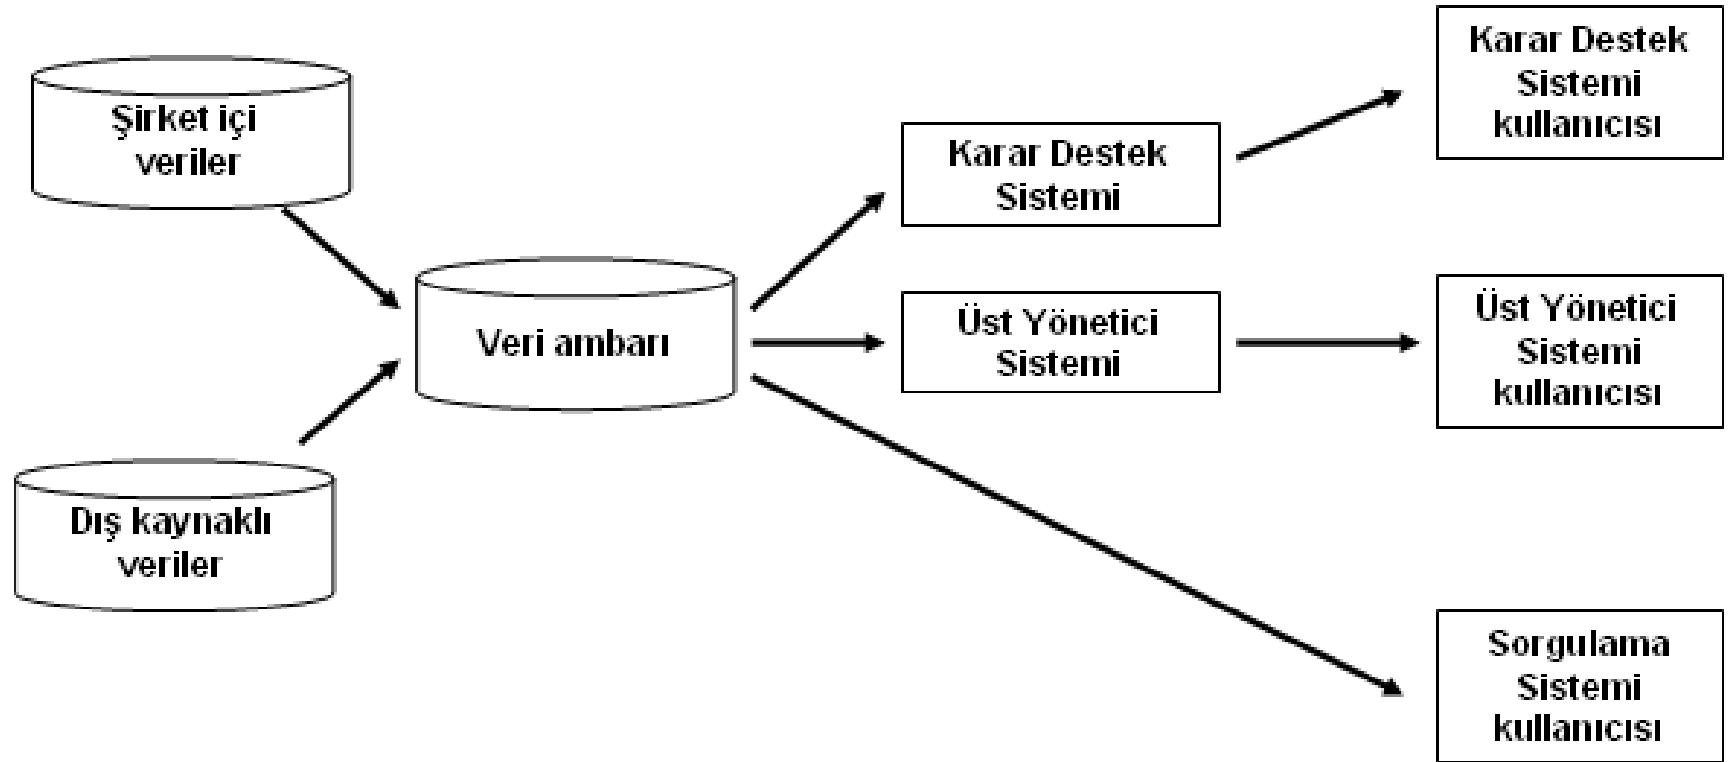 Şirket içi
veriler
Dış kaynaklı
veriler
Veri ambarı
Karar Destek
Sistemi
Üst Yönetici
Sistemi
Karar Destek
Sistemi
kullanıcısı
Üst Yönetici
Sistemi
kullanıcısı
Sorgulama
Sistemi
kullanıcısı